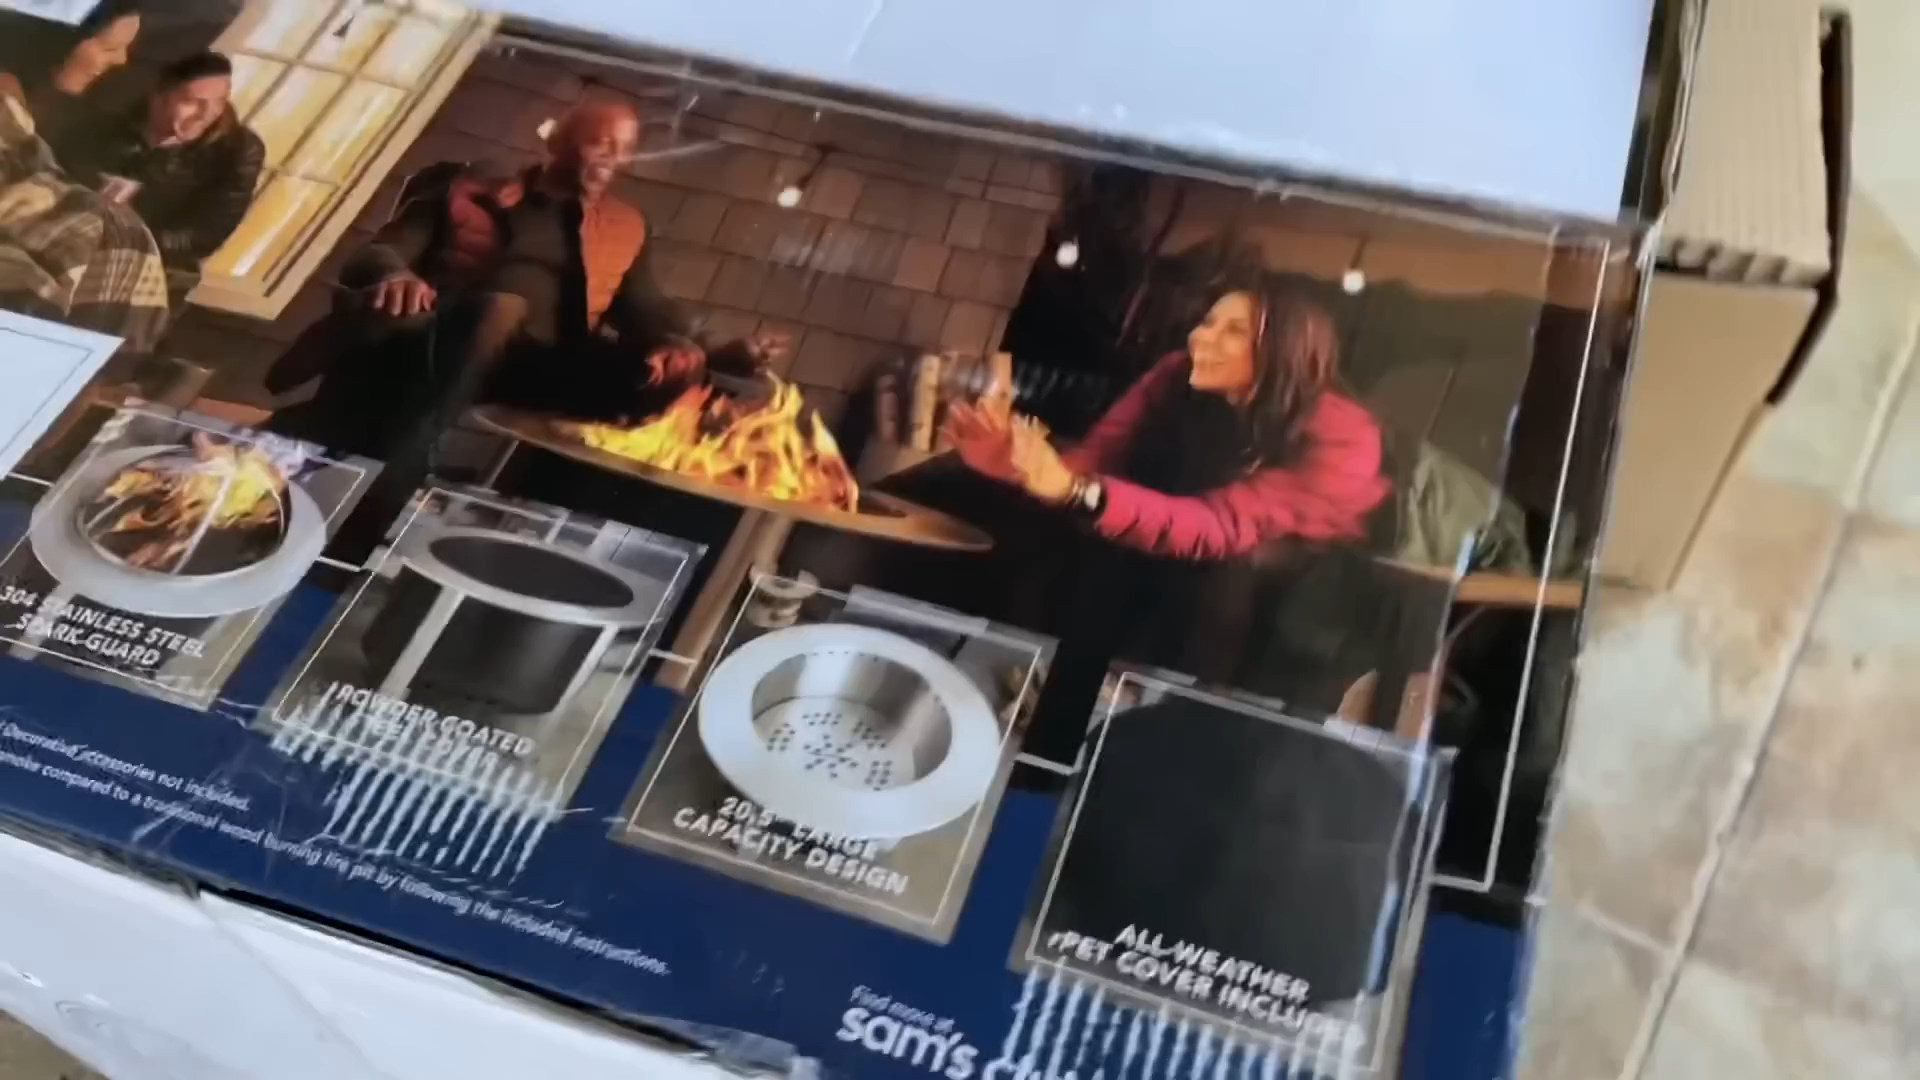 304 STAINLESS STEEL
SPARK GUARD
POWDER COATED
20.5" LARGE
CAPACITY DESIGN
ALL-WEATHER
rPET COVER INCLUDED
Decorative accessories not included.
smoke compared to a traditional wood burning fire pit by following the included instructions.
Find more at
sam's club